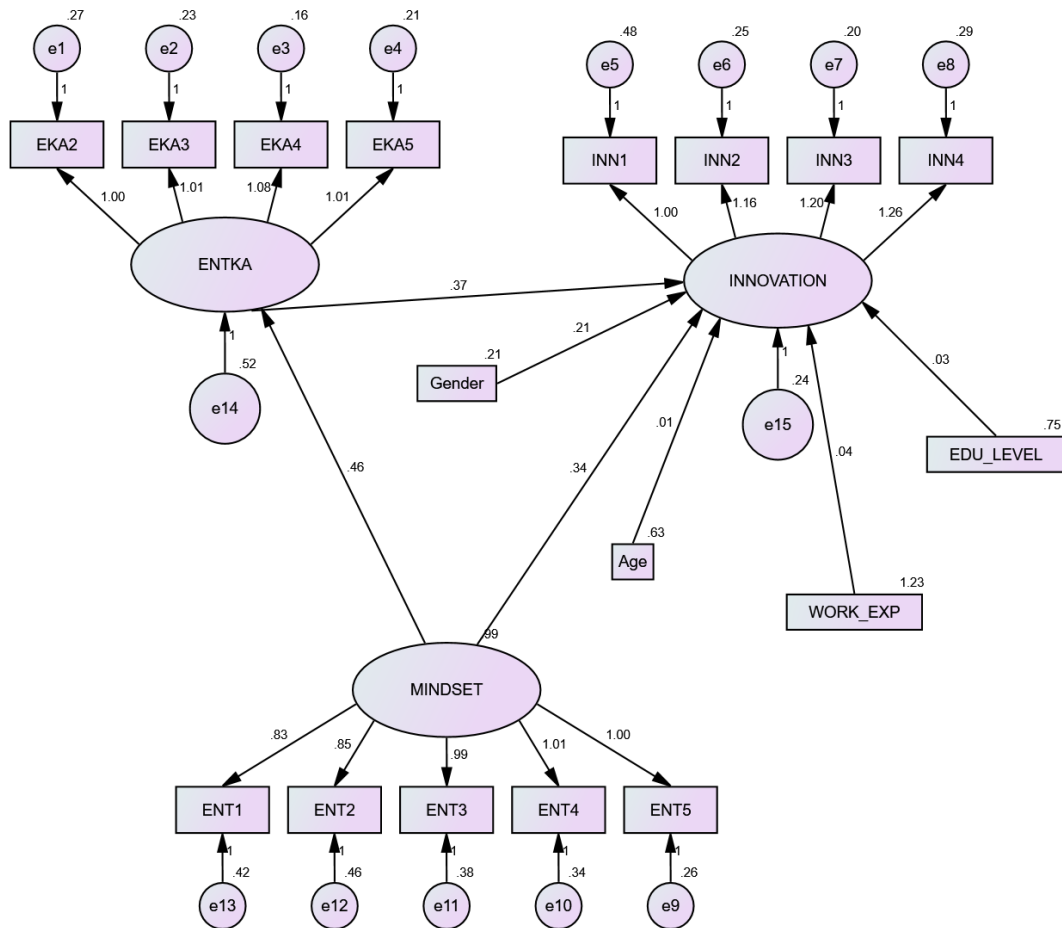 .27 .23 .16 .21
e1 e2 e3 e4
1 1 1 1
EKA2 EKA3 EKA4 EKA5
1.00 1.01 1.08 1.01
ENTKA
1
.52
e14
.48 .25 .20 .29
e5 e6 e7 e8
1 1 1 1
INN1 INN2 INN3 INN4
1.00 1.16 1.20 1.26
INNOVATION
.37
.21
.21
Gender
1
.24
e15
.03
.75
EDU_LEVEL
.46
.34
.01
.04
.63
Age
1.23
WORK_EXP
.99
MINDSET
.83 .85 .99 1.01 1.00
ENT1 ENT2 ENT3 ENT4 ENT5
1 1 1 1 1
.42 .46 .38 .34 .26
e13 e12 e11 e10 e9